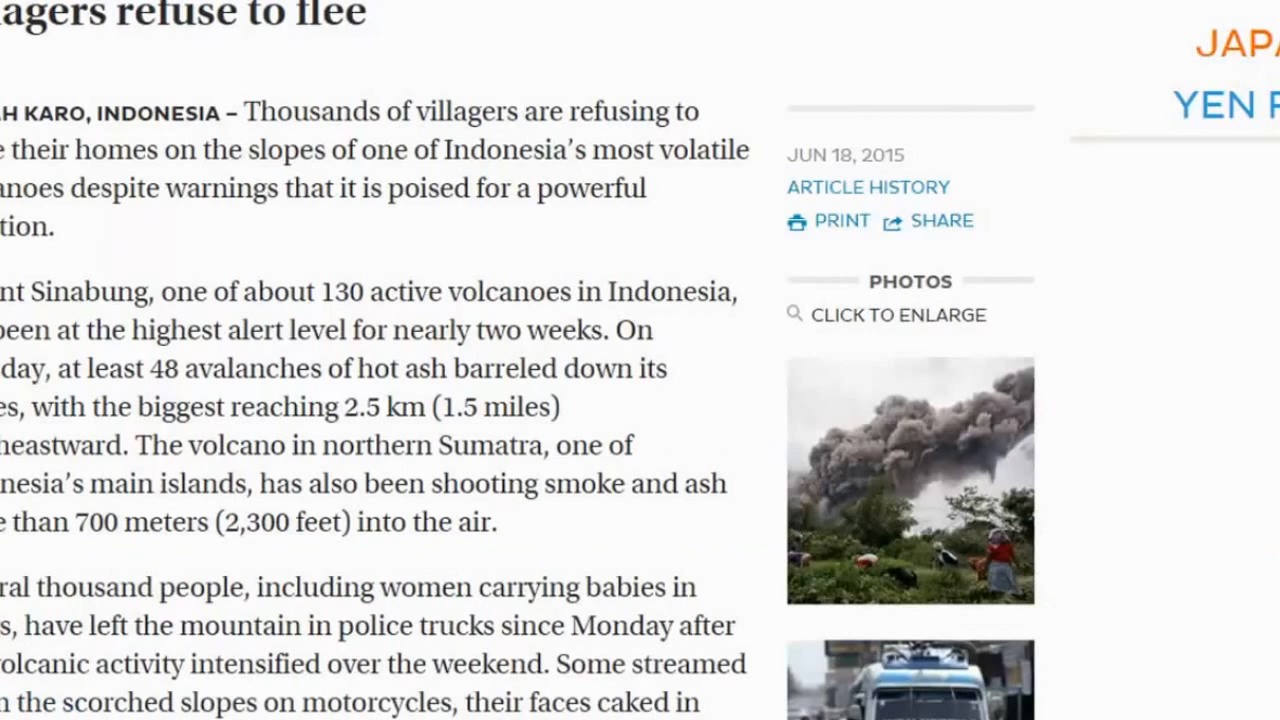 lagers refuse to flee
H KARO, INDONESIA – Thousands of villagers are refusing to
e their homes on the slopes of one of Indonesia's most volatile
anoes despite warnings that it is poised for a powerful
tion.
nt Sinabung, one of about 130 active volcanoes in Indonesia,
been at the highest alert level for nearly two weeks. On
day, at least 48 avalanches of hot ash barreled down its
es, with the biggest reaching 2.5 km (1.5 miles)
heastward. The volcano in northern Sumatra, one of
nesia's main islands, has also been shooting smoke and ash
e than 700 meters (2,300 feet) into the air.
ral thousand people, including women carrying babies in
s, have left the mountain in police trucks since Monday after
volcanic activity intensified over the weekend. Some streamed
n the scorched slopes on motorcycles, their faces caked in
JUN 18, 2015
ARTICLE HISTORY
PRINT SHARE
PHOTOS
CLICK TO ENLARGE
JAPA
YEN F